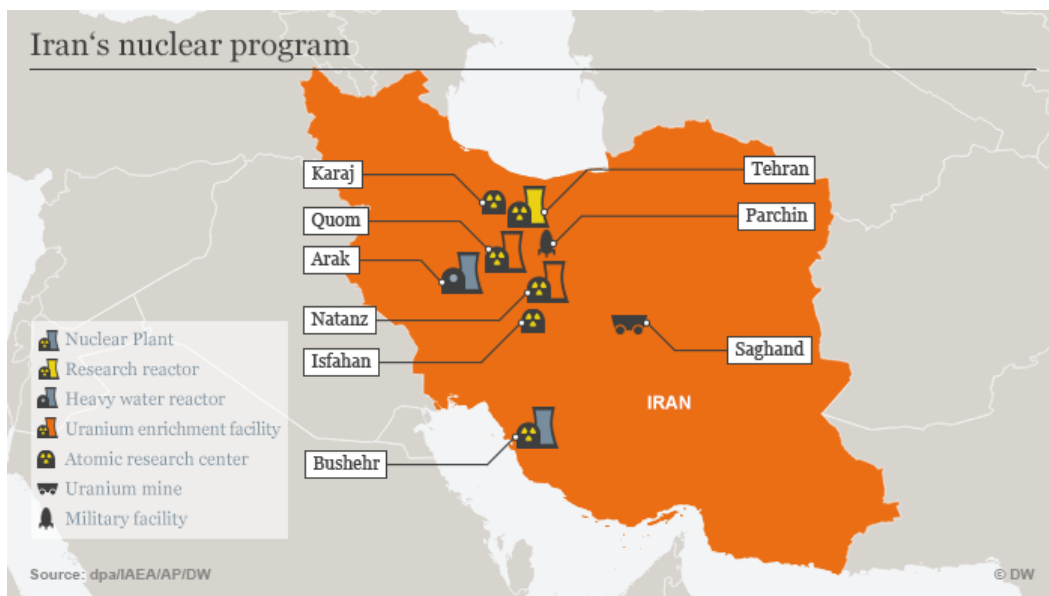 Iran‘s nuclear program
Karaj
Tehran
Quom
Parchin
Arak
Natanz
Isfahan
Saghand
IRAN
Bushehr
Nuclear Plant
Research reactor
Heavy water reactor
Uranium enrichment facility
Atomic research center
Uranium mine
Military facility
Source: dpa/IAEA/AP/DW
© DW